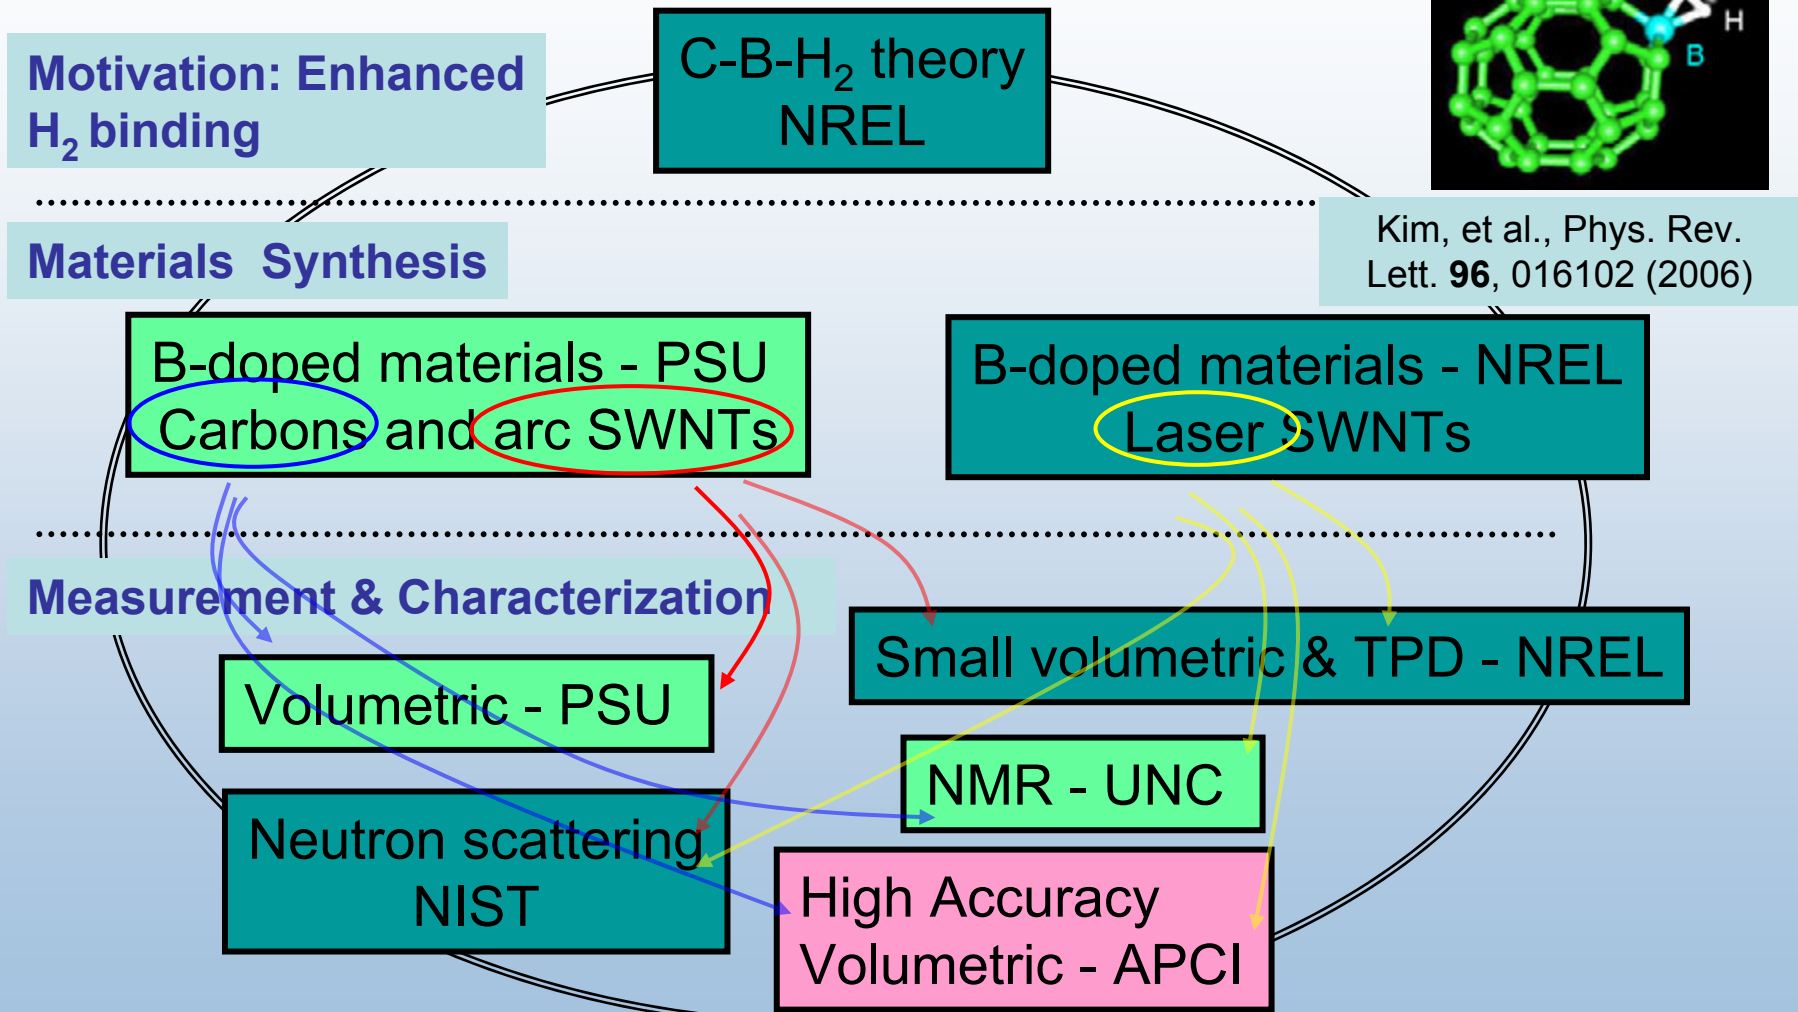 C-B-H₂ theory
NREL
H
B
Motivation: Enhanced
H₂ binding
Kim, et al., Phys. Rev.
Lett. 96, 016102 (2006)
Materials Synthesis
B-doped materials - PSU
Carbons and arc SWNTs
B-doped materials - NREL
Laser SWNTs
Measurement & Characterization
Small volumetric & TPD - NREL
Volumetric - PSU
NMR - UNC
Neutron scattering
NIST
High Accuracy
Volumetric - APCI